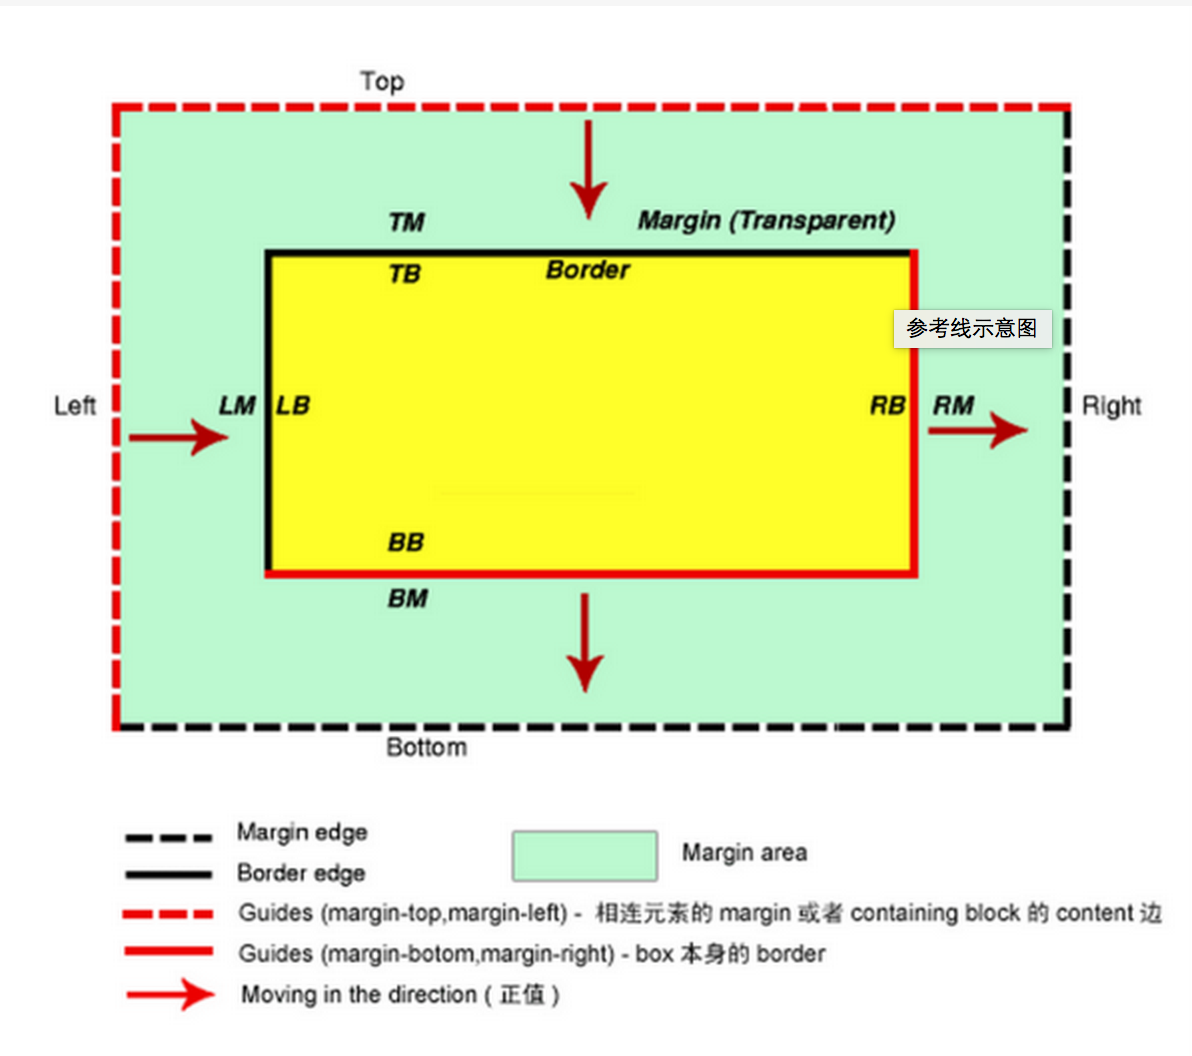 Top
TM
Margin (Transparent)
TB
Border
参考线示意图
Left
LM
LB
RB
RM
Right
BB
BM
Bottom
Margin edge
Border edge
Margin area
Guides (margin-top,margin-left) - 相连元素的 margin 或者 containing block 的 content 边
Guides (margin-botom,margin-right) - box 本身的 border
Moving in the direction ( 正值 )